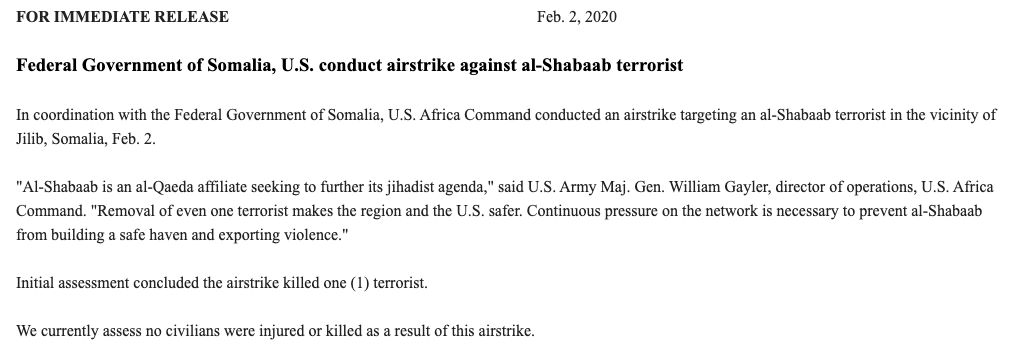 FOR IMMEDIATE RELEASE Feb. 2, 2020
Federal Government of Somalia, U.S. conduct airstrike against al-Shabaab terrorist
In coordination with the Federal Government of Somalia, U.S. Africa Command conducted an airstrike targeting an al-Shabaab terrorist in the vicinity of
Jilib, Somalia, Feb. 2.
"Al-Shabaab is an al-Qaeda affiliate seeking to further its jihadist agenda," said U.S. Army Maj. Gen. William Gayler, director of operations, U.S. Africa
Command. "Removal of even one terrorist makes the region and the U.S. safer. Continuous pressure on the network is necessary to prevent al-Shabaab
from building a safe haven and exporting violence."
Initial assessment concluded the airstrike killed one (1) terrorist.
We currently assess no civilians were injured or killed as a result of this airstrike.